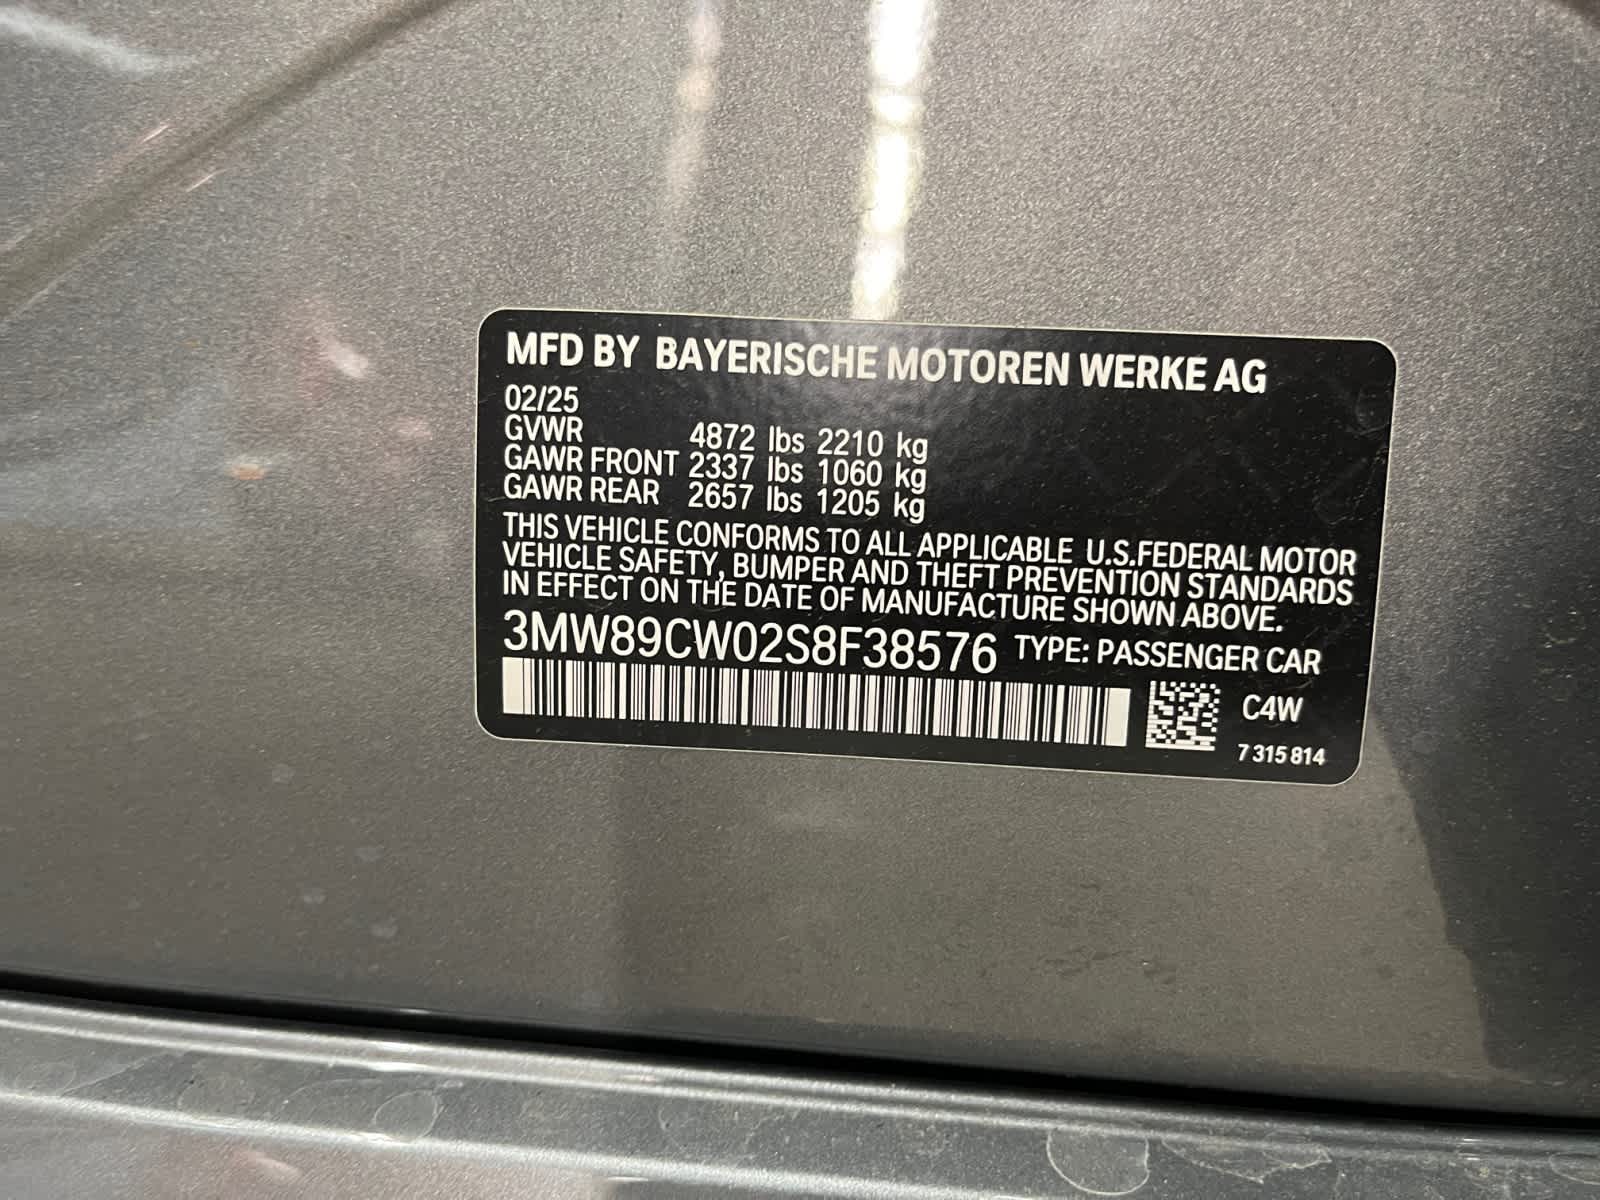 MFD BY BAYERISCHE MOTOREN WERKE AG
02/25
GVWR 4872 lbs 2210 kg
GAWR FRONT 2337 lbs 1060 kg
GAWR REAR 2657 lbs 1205 kg
THIS VEHICLE CONFORMS TO ALL APPLICABLE U.S.FEDERAL MOTOR
VEHICLE SAFETY, BUMPER AND THEFT PREVENTION STANDARDS
IN EFFECT ON THE DATE OF MANUFACTURE SHOWN ABOVE.
3MW89CW02S8F38576 TYPE: PASSENGER CAR
C4W
7 315 814